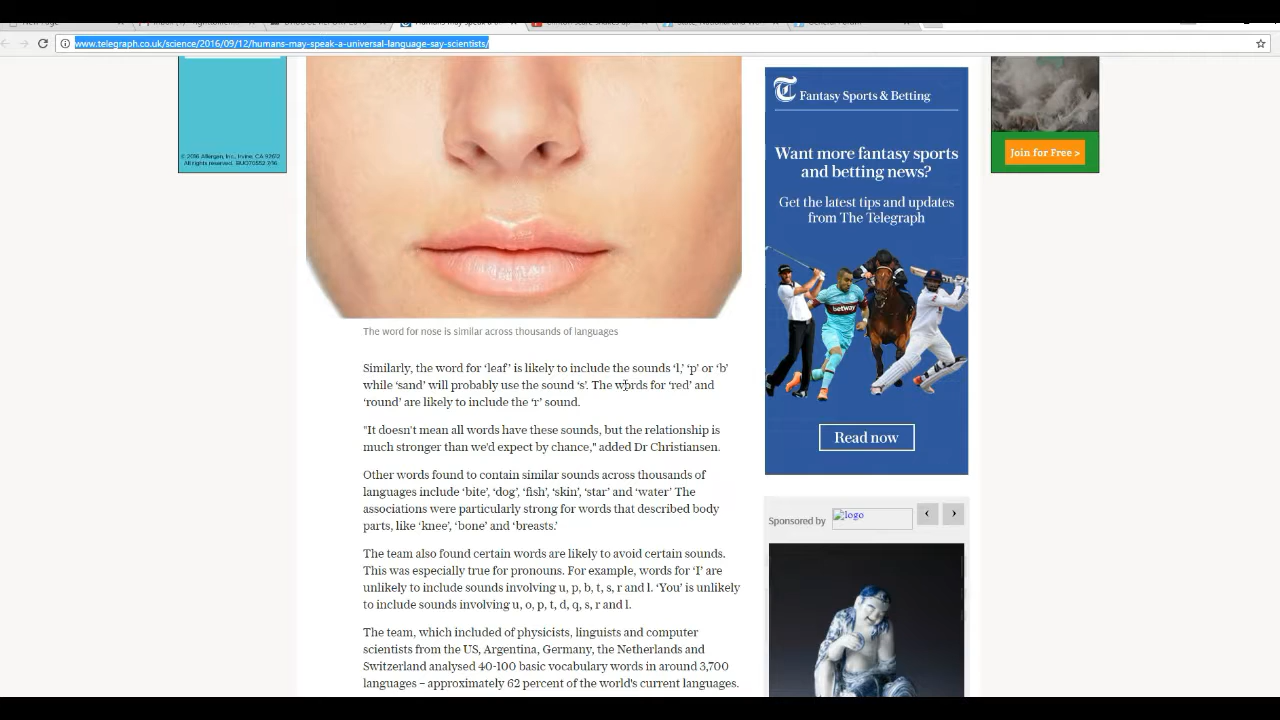 www.telegraph.co.uk/science/2016/09/12/humans-may-speak-a-universal-language-say-scientists/
© 2016 Allergan, Inc., Irvine, CA 92612
All rights reserved.
The word for nose is similar across thousands of languages
Similarly, the word for ‘leaf’ is likely to include the sounds ‘l,’ ‘p’ or ‘b’
while ‘sand’ will probably use the sound ‘s’. The words for ‘red’ and
‘round’ are likely to include the ‘r’ sound.
"It doesn't mean all words have these sounds, but the relationship is
much stronger than we'd expect by chance," added Dr Christiansen.
Other words found to contain similar sounds across thousands of
languages include ‘bite’, ‘dog’, ‘fish’, ‘skin’, ‘star’ and ‘water’ The
associations were particularly strong for words that described body
parts, like ‘knee’, ‘bone’ and ‘breasts.’
The team also found certain words are likely to avoid certain sounds.
This was especially true for pronouns. For example, words for ‘I’ are
unlikely to include sounds involving u, p, b, t, s, r and l. ‘You’ is unlikely
to include sounds involving u, o, p, t, d, q, s, r and l.
The team, which included of physicists, linguists and computer
scientists from the US, Argentina, Germany, the Netherlands and
Switzerland analysed 40-100 basic vocabulary words in around 3,700
languages – approximately 62 percent of the world's current languages.
T Fantasy Sports & Betting
Want more fantasy sports
and betting news?
Get the latest tips and updates
from The Telegraph
betway
Read now
Sponsored by
logo
Join for Free >